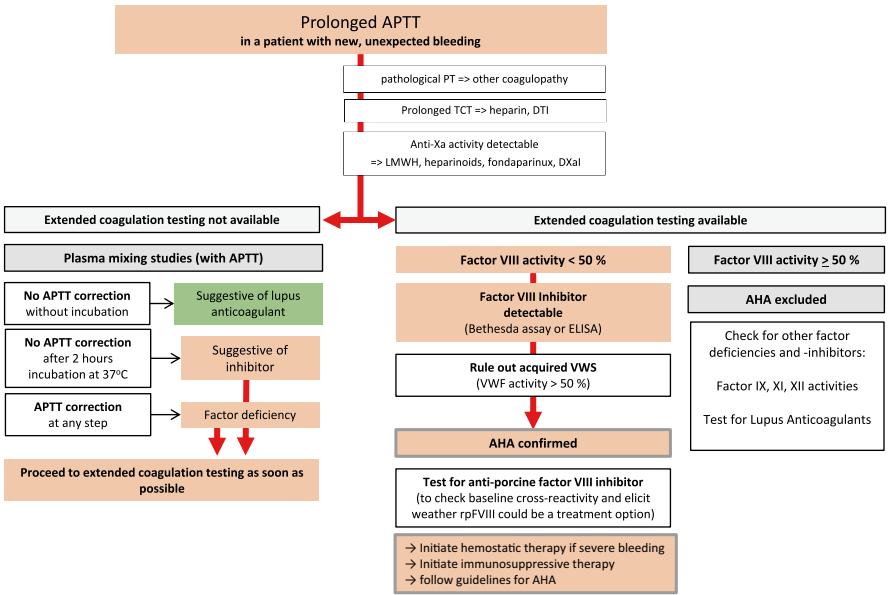 Prolonged APTT
in a patient with new, unexpected bleeding
pathological PT => other coagulopathy
Prolonged TCT => heparin, DTI
Anti-Xa activity detectable
=> LMWH, heparinoids, fondaparinux, DXaI
Extended coagulation testing not available
Plasma mixing studies (with APTT)
No APTT correction
without incubation
Suggestive of lupus
anticoagulant
No APTT correction
after 2 hours
incubation at 37°C
Suggestive of
inhibitor
APTT correction
at any step
Factor deficiency
Proceed to extended coagulation testing as soon as
possible
Extended coagulation testing available
Factor VIII activity < 50 %
Factor VIII Inhibitor
detectable
(Bethesda assay or ELISA)
Rule out acquired VWS
(VWF activity > 50 %)
AHA confirmed
Test for anti-porcine factor VIII inhibitor
(to check baseline cross-reactivity and elicit
weather rpFVIII could be a treatment option)
→ Initiate hemostatic therapy if severe bleeding
→ Initiate immunosuppressive therapy
→ follow guidelines for AHA
Factor VIII activity ≥ 50 %
AHA excluded
Check for other factor
deficiencies and -inhibitors:
Factor IX, XI, XII activities
Test for Lupus Anticoagulants